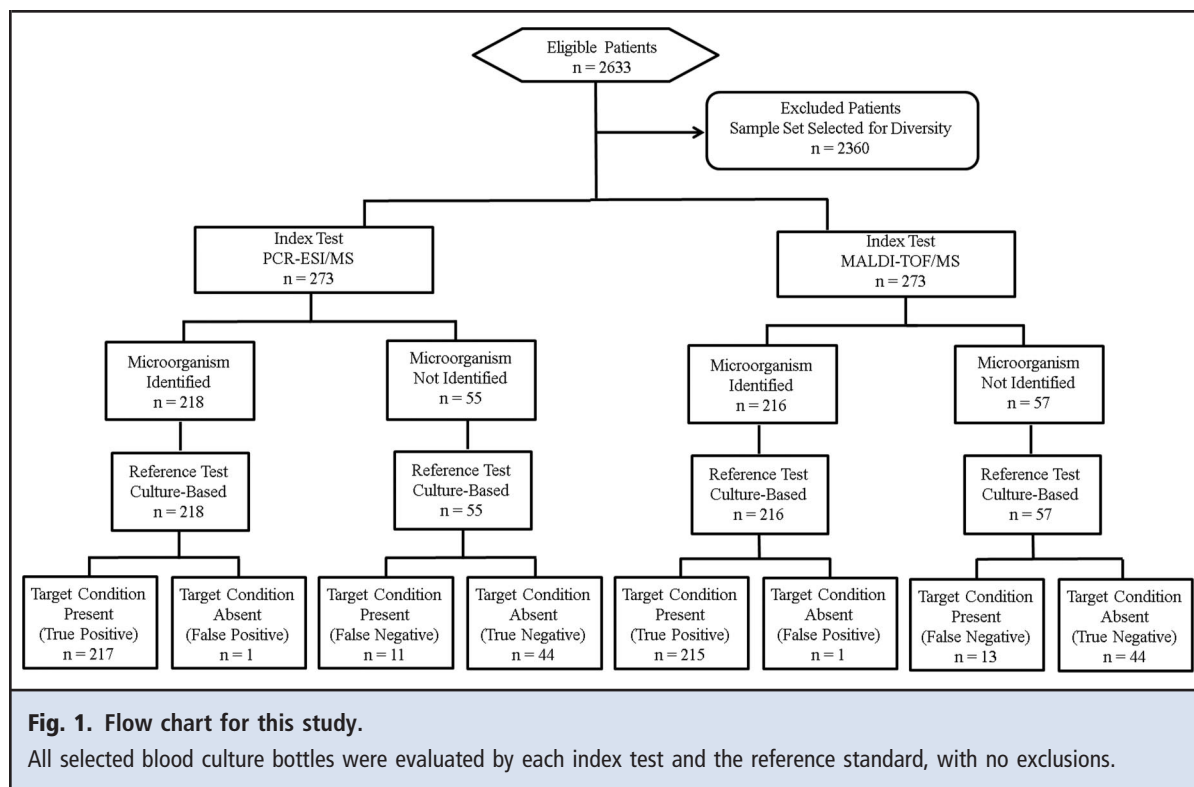 Eligible Patients
n = 2633
Excluded Patients
Sample Set Selected for Diversity
n = 2360
Index Test
PCR-ESI/MS
n = 273
Index Test
MALDI-TOF/MS
n = 273
Microorganism
Identified
n = 218
Microorganism
Not Identified
n = 55
Microorganism
Identified
n = 216
Microorganism
Not Identified
n = 57
Reference Test
Culture-Based
n = 218
Reference Test
Culture-Based
n = 55
Reference Test
Culture-Based
n = 216
Reference Test
Culture-Based
n = 57
Target Condition
Present
(True Positive)
n = 217
Target Condition
Absent
(False Positive)
n = 1
Target Condition
Present
(False Negative)
n = 11
Target Condition
Absent
(True Negative)
n = 44
Target Condition
Present
(True Positive)
n = 215
Target Condition
Absent
(False Positive)
n = 1
Target Condition
Present
(False Negative)
n = 13
Target Condition
Absent
(True Negative)
n = 44
Fig. 1. Flow chart for this study.
All selected blood culture bottles were evaluated by each index test and the reference standard, with no exclusions.